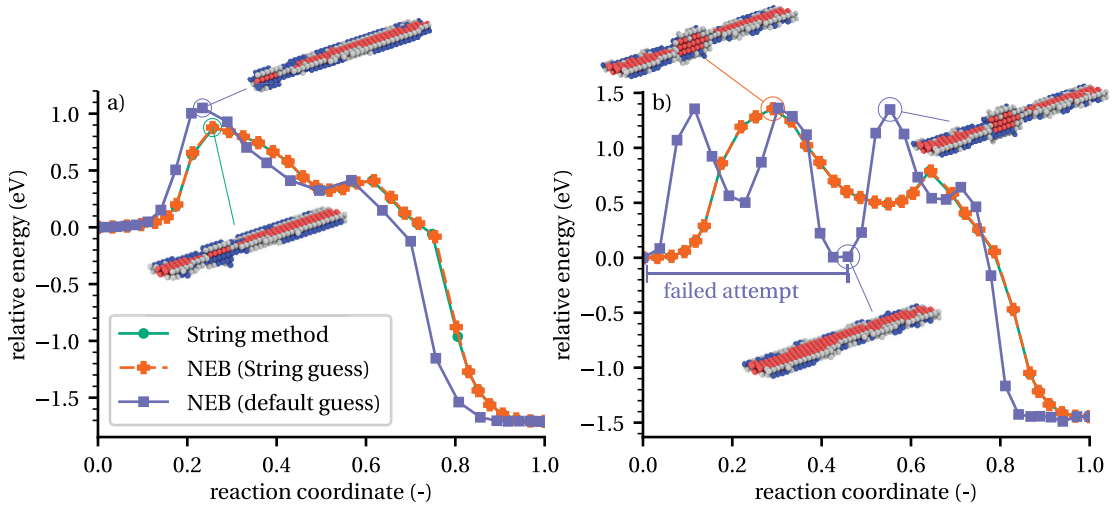 a)
relative energy (eV)
1.0
0.5
0.0
−0.5
−1.0
−1.5
String method
NEB (String guess)
NEB (default guess)
0.0 0.2 0.4 0.6 0.8 1.0
reaction coordinate (-)
b)
relative energy (eV)
1.5
1.0
0.5
0.0
−0.5
−1.0
−1.5
failed attempt
0.0 0.2 0.4 0.6 0.8 1.0
reaction coordinate (-)